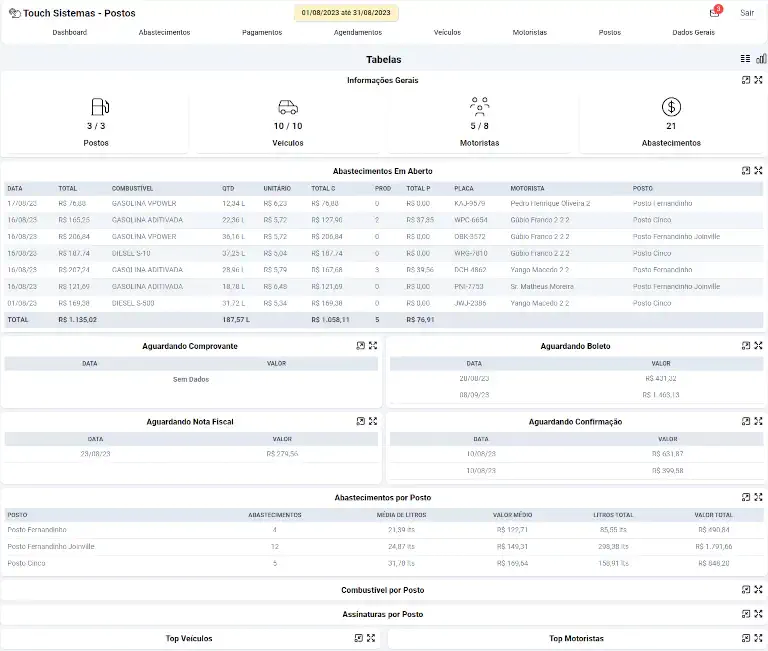 Touch Sistemas - Postos
01/08/2023 até 31/08/2023
3
Sair
Dashboard Abastecimentos Pagamentos Agendamentos Veículos Motoristas Postos Dados Gerais
Tabelas
Informações Gerais
3 / 3 10 / 10 5 / 8 21
Postos Veículos Motoristas Abastecimentos
Abastecimentos Em Aberto
DATA TOTAL COMBUSTÍVEL QTD UNITÁRIO TOTAL C PROD TOTAL P PLACA MOTORISTA POSTO
17/08/23 R$ 76,88 GASOLINA VPOWER 12,34 L R$ 6,23 R$ 76,88 0 R$ 0,00 KAJ-9579 Pedro Henrique Oliveira 2 Posto Fernandinho
16/08/23 R$ 165,25 GASOLINA ADITIVADA 22,36 L R$ 5,72 R$ 127,90 2 R$ 37,35 WPC-6654 Gúbio Franco 2 2 2 Posto Cinco
16/08/23 R$ 206,84 GASOLINA VPOWER 36,16 L R$ 5,72 R$ 206,84 0 R$ 0,00 DBK-3572 Gúbio Franco 2 2 2 Posto Fernandinho Joinville
16/08/23 R$ 187,74 DIESEL S-10 37,25 L R$ 5,04 R$ 187,74 0 R$ 0,00 WRG-7810 Gúbio Franco 2 2 2 Posto Cinco
16/08/23 R$ 207,24 GASOLINA ADITIVADA 28,96 L R$ 5,79 R$ 167,68 3 R$ 39,56 DCH-4862 Yango Macedo 2 2 Posto Fernandinho
16/08/23 R$ 121,69 GASOLINA ADITIVADA 18,78 L R$ 6,48 R$ 121,69 0 R$ 0,00 PNI-7753 Sr. Matheus Moreira Posto Fernandinho Joinville
01/08/23 R$ 169,38 DIESEL S-500 31,72 L R$ 5,34 R$ 169,38 0 R$ 0,00 JWJ-2386 Yango Macedo 2 2 Posto Cinco
TOTAL R$ 1.135,02 187,57 L R$ 1.058,11 5 R$ 76,91
Aguardando Comprovante
DATA VALOR
Sem Dados
Aguardando Boleto
DATA VALOR
28/08/23 R$ 431,32
08/09/23 R$ 1.463,13
Aguardando Nota Fiscal
DATA VALOR
23/08/23 R$ 279,56
Aguardando Confirmação
DATA VALOR
10/08/23 R$ 631,87
10/08/23 R$ 399,58
Abastecimentos por Posto
POSTO ABASTECIMENTOS MÉDIA DE LITROS VALOR MÉDIO LITROS TOTAL VALOR TOTAL
Posto Fernandinho 4 21,39 lts R$ 122,71 85,55 lts R$ 490,84
Posto Fernandinho Joinville 12 24,87 lts R$ 149,31 298,38 lts R$ 1.791,66
Posto Cinco 5 31,78 lts R$ 169,64 158,91 lts R$ 848,20
Combustível por Posto
Assinaturas por Posto
Top Veículos
Top Motoristas